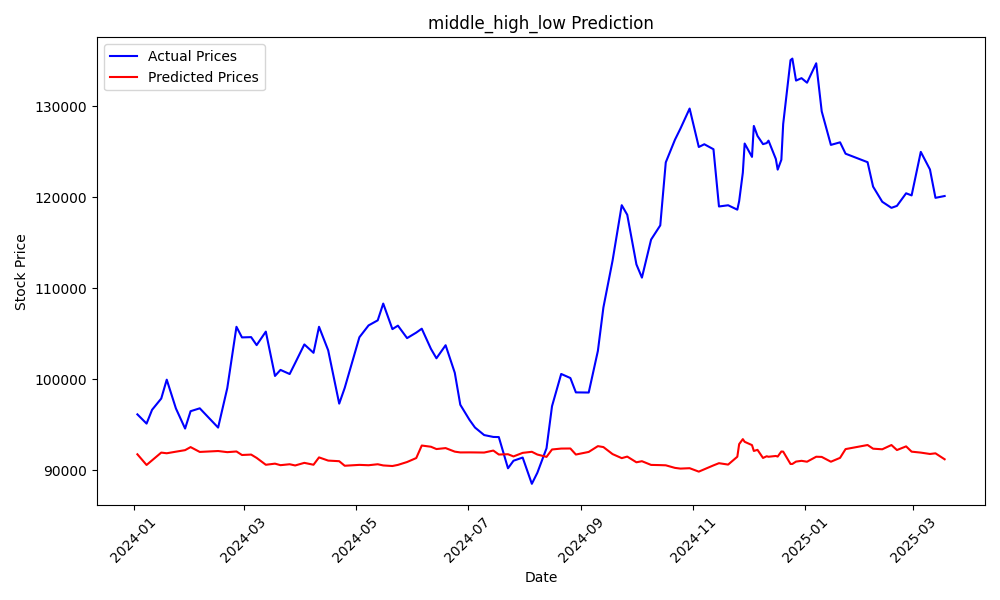 middle_high_low Prediction
Actual Prices
Predicted Prices
Stock Price
130000
120000
110000
100000
90000
2024-01
2024-03
2024-05
2024-07
2024-09
2024-11
2025-01
2025-03
Date